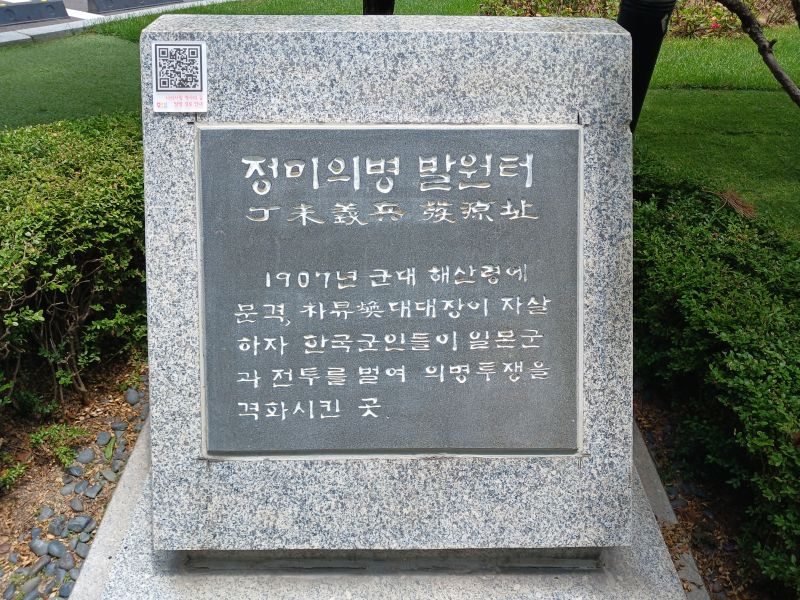 정미의병 발원터
丁未義兵 發源址
1907년 군대 해산령에
분격, 朴昇煥대대장이 자살
하자 한국군인들이 일본군
과 전투를 벌여 의병투쟁을
격화시킨 곳